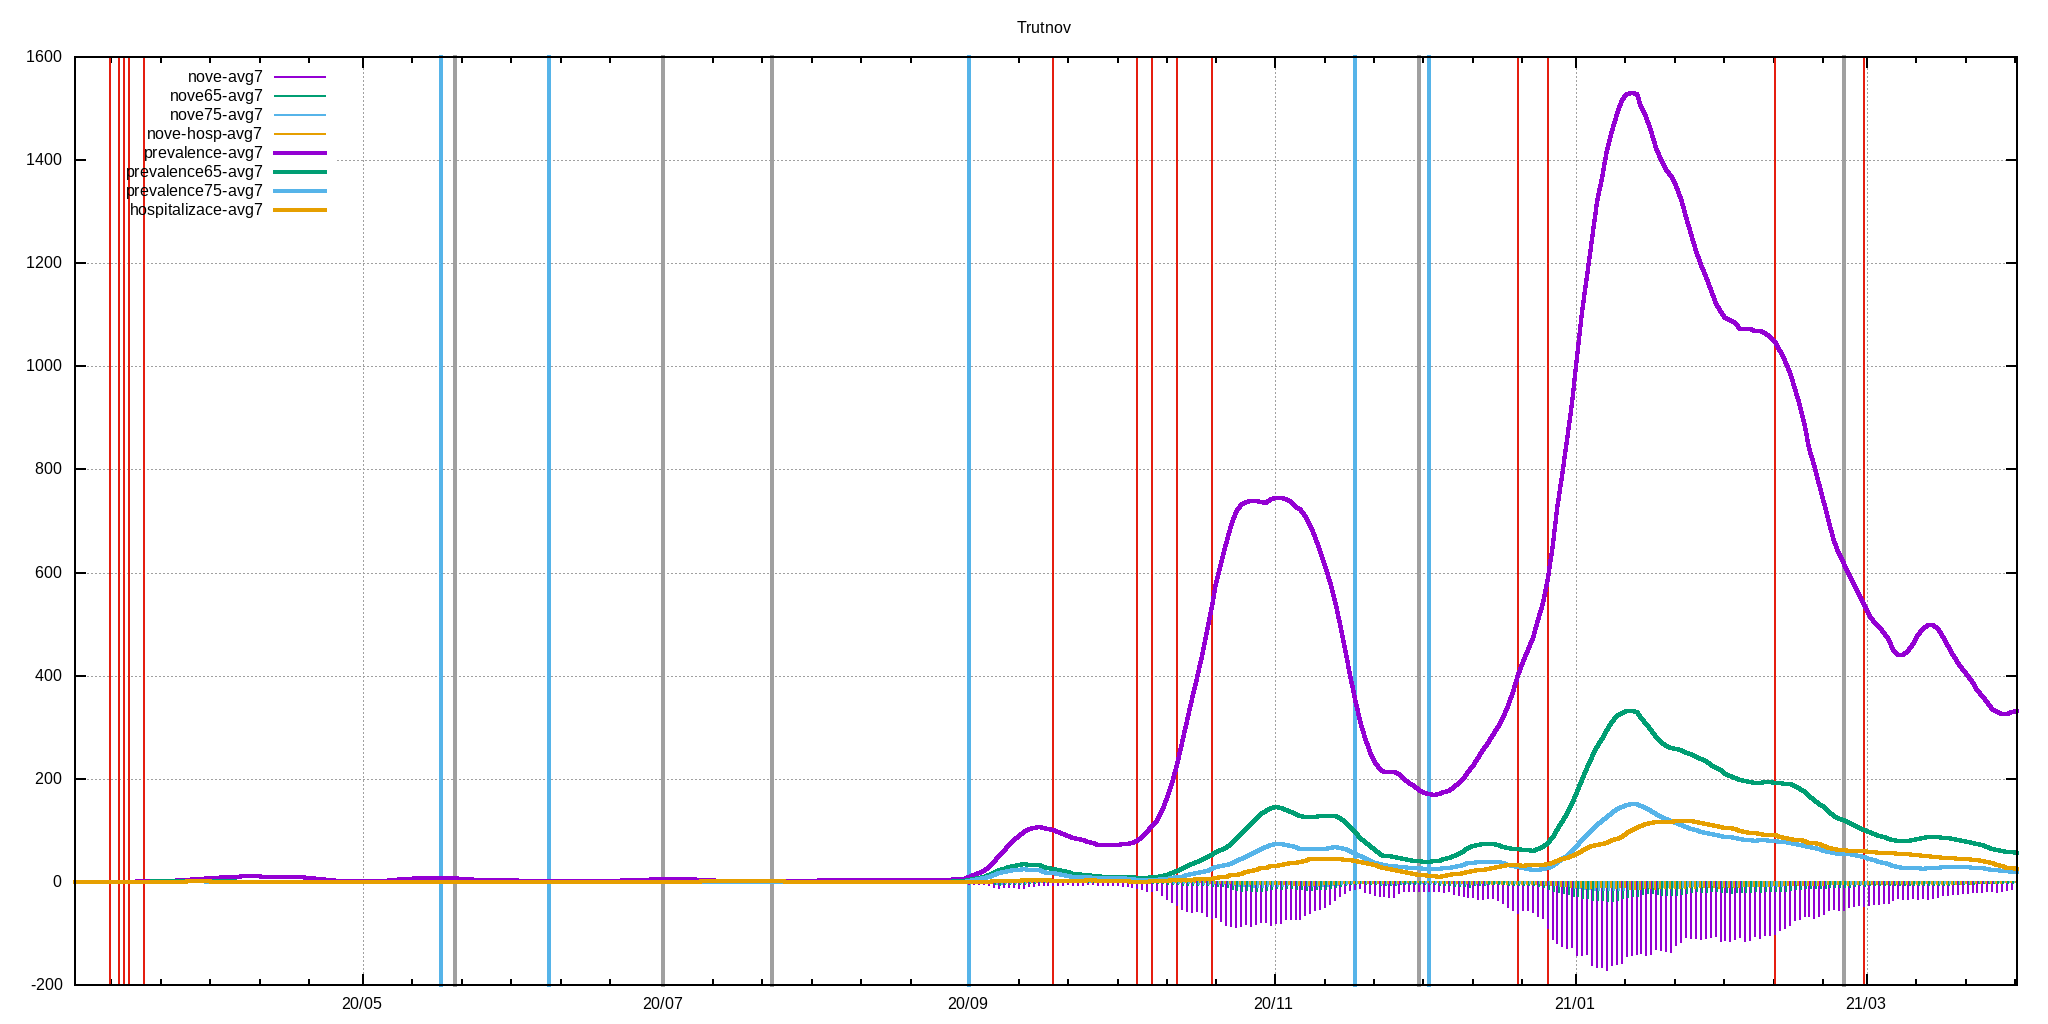 Trutnov
1600
1400
1200
1000
800
600
400
200
0
-200
nove-avg7
nove65-avg7
nove75-avg7
nove-hosp-avg7
prevalence-avg7
prevalence65-avg7
prevalence75-avg7
hospitalizace-avg7
20/05
20/07
20/09
20/11
21/01
21/03